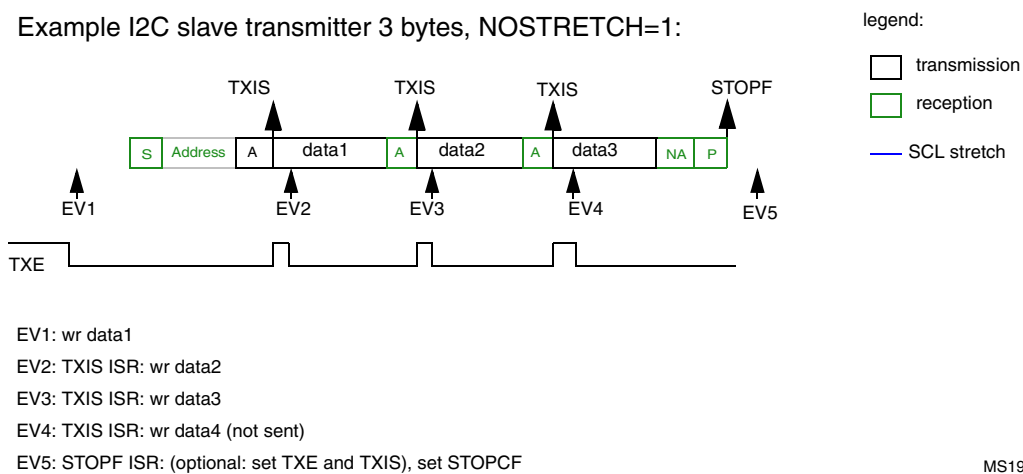 Example I2C slave transmitter 3 bytes, NOSTRETCH=1:
legend:
transmission
reception
SCL stretch
TXIS TXIS TXIS STOPF
S Address A data1 A data2 A data3 NA P
EV1 EV2 EV3 EV4 EV5
TXE
EV1: wr data1
EV2: TXIS ISR: wr data2
EV3: TXIS ISR: wr data3
EV4: TXIS ISR: wr data4 (not sent)
EV5: STOPF ISR: (optional: set TXE and TXIS), set STOPCF
MS19